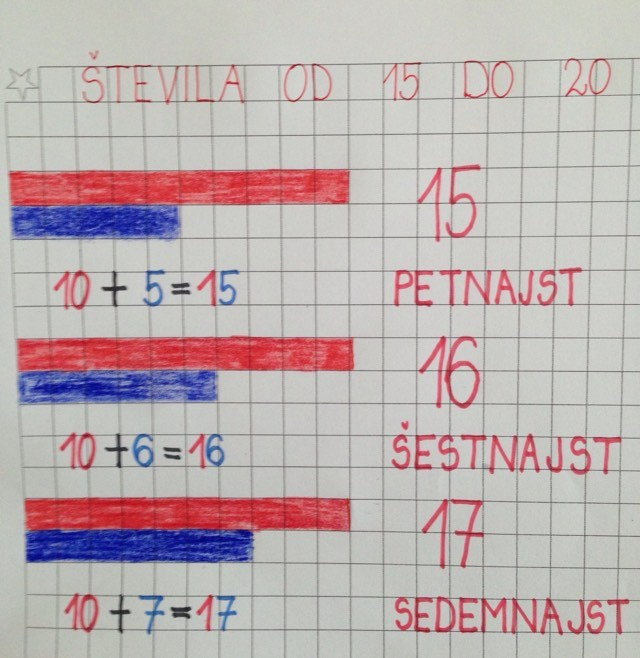 ŠTEVILA OD 15 DO 20
15
10 + 5 = 15 PETNAJST
16
10 + 6 = 16 ŠESTNAJST
17
10 + 7 = 17 SEDEMNAJST